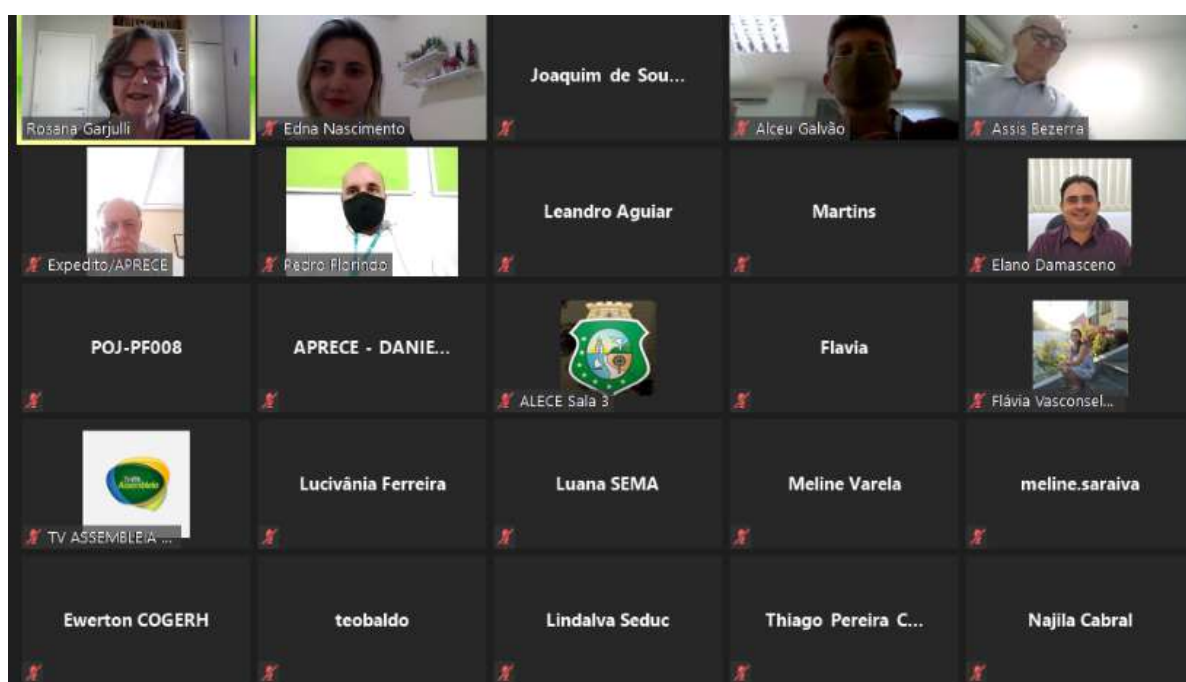 Rosana Garjulli
Edna Nascimento
Joaquim de Sou...
Alceu Galvão
Assis Bezerra
Expedito/APRECE
Pedro Florindo
Leandro Aguiar
Martins
Elano Damasceno
POJ-PF008
APRECE - DANIE...
ALECE Sala 3
Flavia
Flávia Vasconsel...
Assembleia
TV ASSEMBLEIA ...
Lucivânia Ferreira
Luana SEMA
Meline Varela
meline.saraiva
Ewerton COGERH
teobaldo
Lindalva Seduc
Thiago Pereira C...
Najila Cabral